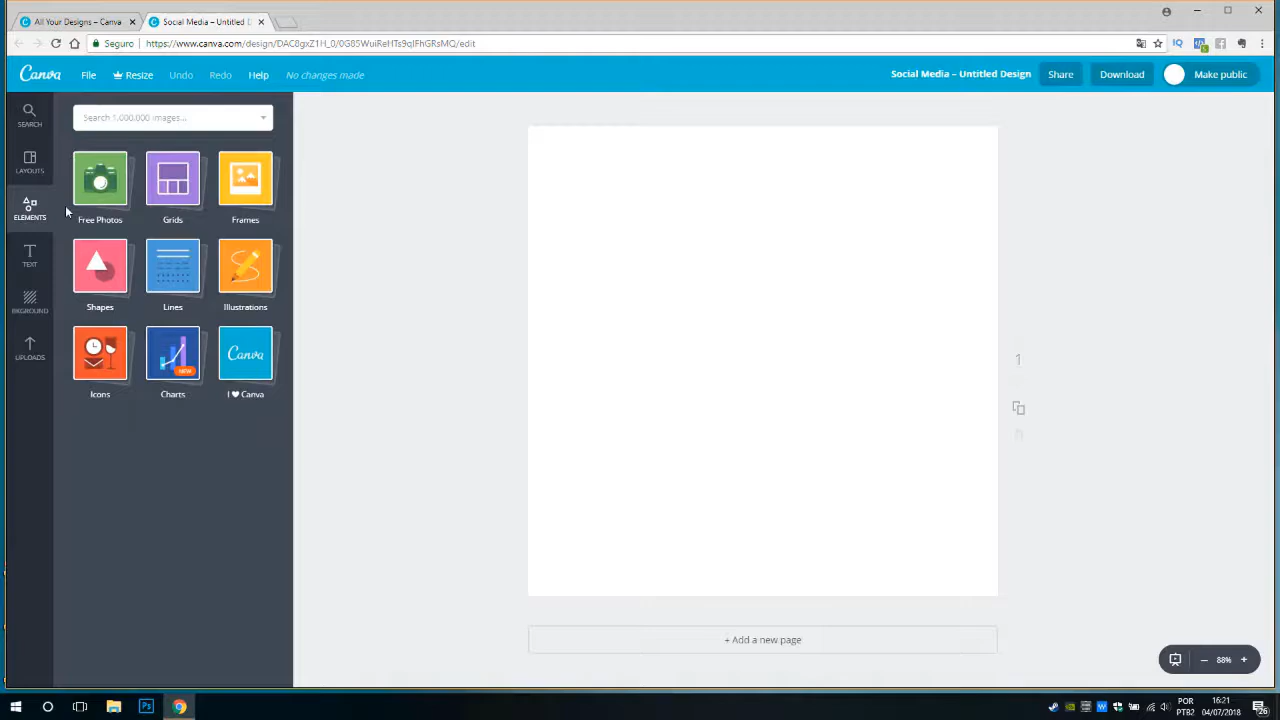 All Your Designs – Canva
Social Media – Untitled D
Seguro
https://www.canva.com/design/DAC8gxZ1H_0/0G85WuiReHTs9qIFhGRsMQ/edit
Canva
File
Resize
Undo
Redo
Help
No changes made
Social Media – Untitled Design
Share
Download
Make public
SEARCH
LAYOUTS
ELEMENTS
TEXT
BKGROUND
UPLOADS
Search 1,000,000 images...
Free Photos
Grids
Frames
Shapes
Lines
Illustrations
NEW
Canva
Icons
Charts
I ♥ Canva
1
+ Add a new page
88%
POR
PTB2
16:21
04/07/2018
26